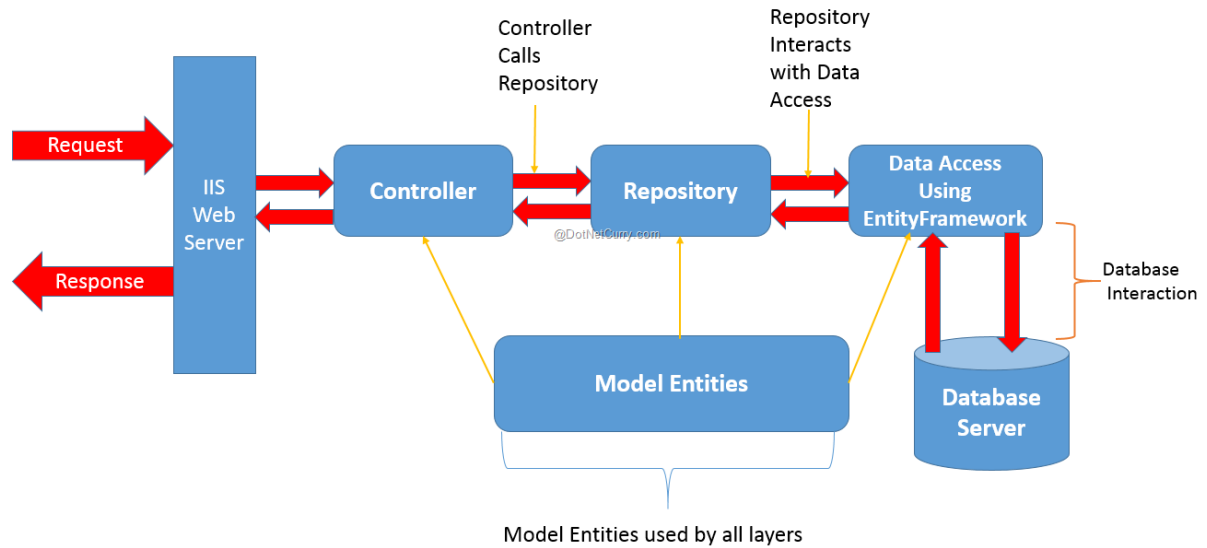 Controller
Calls
Repository
Repository
Interacts
with Data
Access
Request
Response
IIS
Web
Server
Controller
Repository
Data Access
Using
EntityFramework
@DotNetCurry.com
Database
Interaction
Model Entities
Database
Server
Model Entities used by all layers